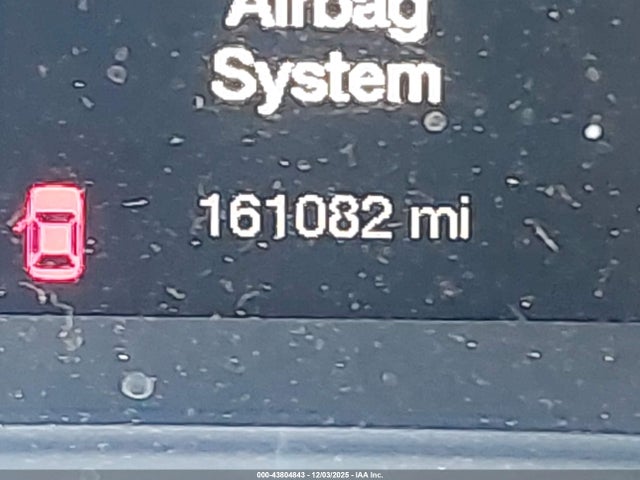 Airbag
System
161082 mi
000-43804843 - 12/03/2025 - IAA Inc.